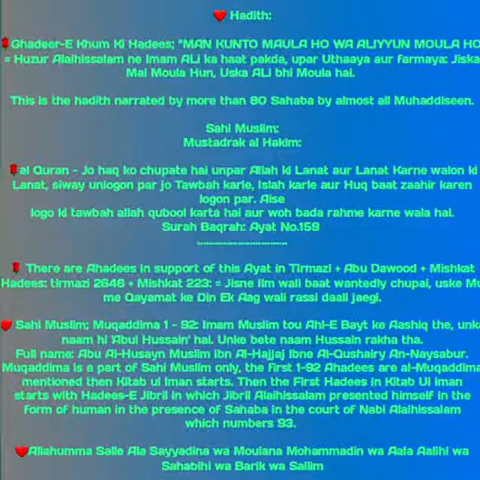 ❤️ Hadith:
🌹Ghadeer-E Khum Ki Hadees; "MAN KUNTO MAULA HO WA ALIYYUN MOULA HO
= Huzur Alaihissalam ne Imam ALi ka haat pakda, upar Uthaaya aur farmaya: Jiska
Mai Moula Hun, Uska ALi bhi Moula hai.
This is the hadith narrated by more than 80 Sahaba by almost all Muhaddiseen.
Sahi Muslim:
Mustadrak al Hakim:
🌹al Quran - Jo haq ko chupate hai unpar Allah ki Lanat aur Lanat Karne walon ki
Lanat, siway unlogon par jo Tawbah karle, Islah karle aur Huq baat zaahir karen
logon par. Aise
logo ki tawbah allah qubool karta hai aur woh bada rahme karne wala hai.
Surah Baqrah: Ayat No.159
----------------------------
🌹 There are Ahadees in support of this Ayat in Tirmazi + Abu Dawood + Mishkat
Hadees: tirmazi 2646 + Mishkat 223: = Jisne Ilm wali baat wantedly chupai, uske Mu
me Qayamat ke Din Ek Aag wali rassi daali jaegi.
❤️ Sahi Muslim; Muqaddima 1 - 92: Imam Muslim tou Ahl-E Bayt ke Aashiq the, unka
naam hi 'Abul Hussain' hai. Unke bete naam Hussain rakha tha.
Full name: Abu Al-Husayn Muslim Ibn Al-Hajjaj Ibne Al-Qushairy An-Naysabur.
Muqaddima is a part of Sahi Muslim only, the first 1-92 Ahadees are al-Muqaddima
mentioned then Kitab ul Iman starts. Then the First Hadees in Kitab Ul Iman
starts with Hadees-E Jibril in which Jibril Alaihissalam presented himself in the
form of human in the presence of Sahaba in the court of Nabi Alaihissalam
which numbers 93.
❤️Allahumma Salle Ala Sayyadina wa Moulana Mohammadin wa Aala Aalihi wa
Sahabihi wa Barik wa Sallim